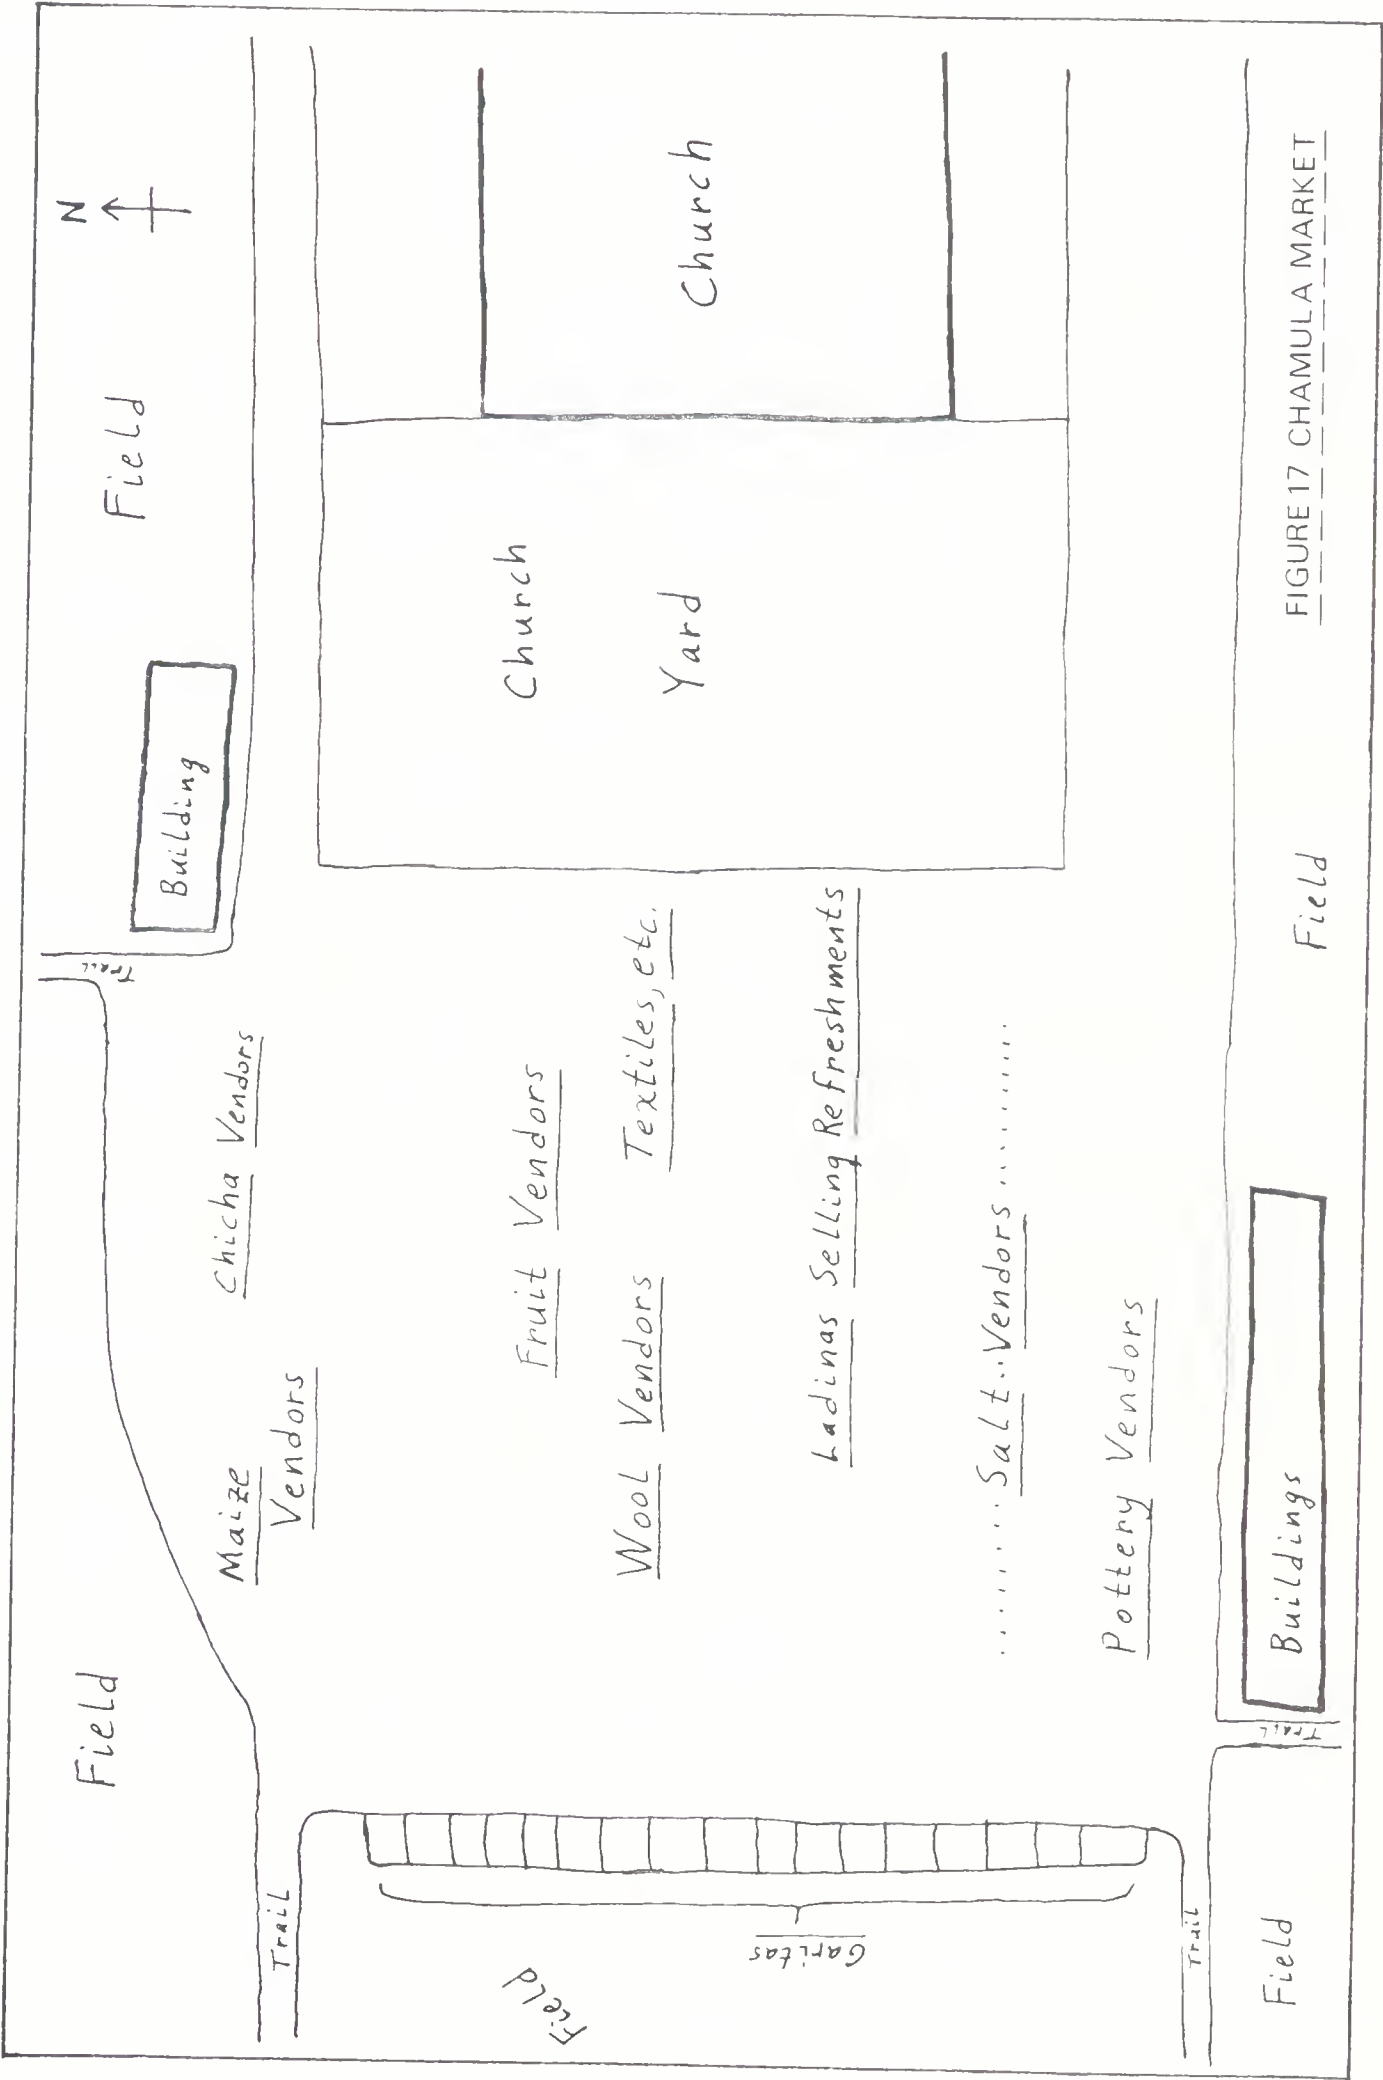 N
Field
Field
Building
Trail
Chicha Vendors
Maize
Vendors
Trail
Church
Church
Yard
Fruit Vendors
Wool Vendors Textiles, etc.
Ladinas Selling Refreshments
.......Salt..Vendors..........
Pottery Vendors
Garitas
Field
Trail
Trail
Buildings
Field
Field
FIGURE 17 CHAMULA MARKET